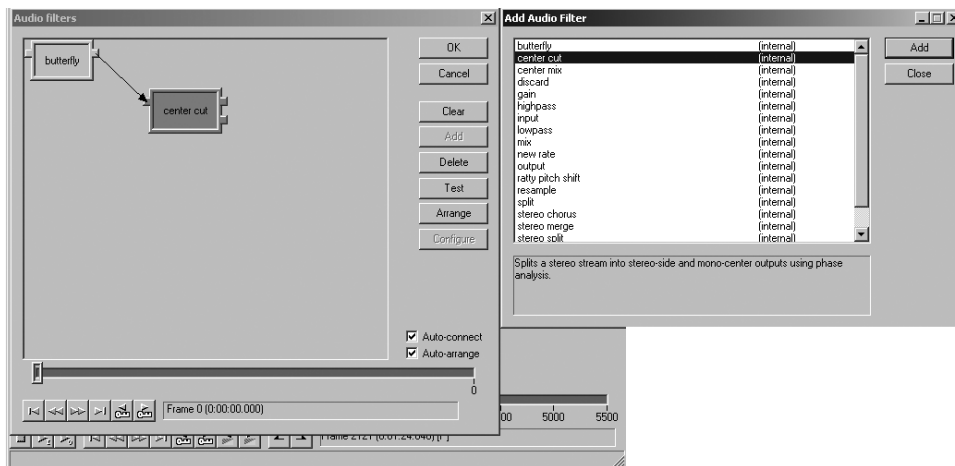 Audio filters
butterfly
center cut
OK
Cancel
Clear
Add
Delete
Test
Arrange
Configure
Auto-connect
Auto-arrange
0
Frame 0 (0:00:00.000)
Add Audio Filter
butterfly (internal)
center cut (internal)
center mix (internal)
discard (internal)
gain (internal)
highpass (internal)
input (internal)
lowpass (internal)
mix (internal)
new rate (internal)
output (internal)
ratty pitch shift (internal)
resample (internal)
split (internal)
stereo chorus (internal)
stereo merge (internal)
stereo split (internal)
Add
Close
Splits a stereo stream into stereo-side and mono-center outputs using phase
analysis.
00 5000 5500